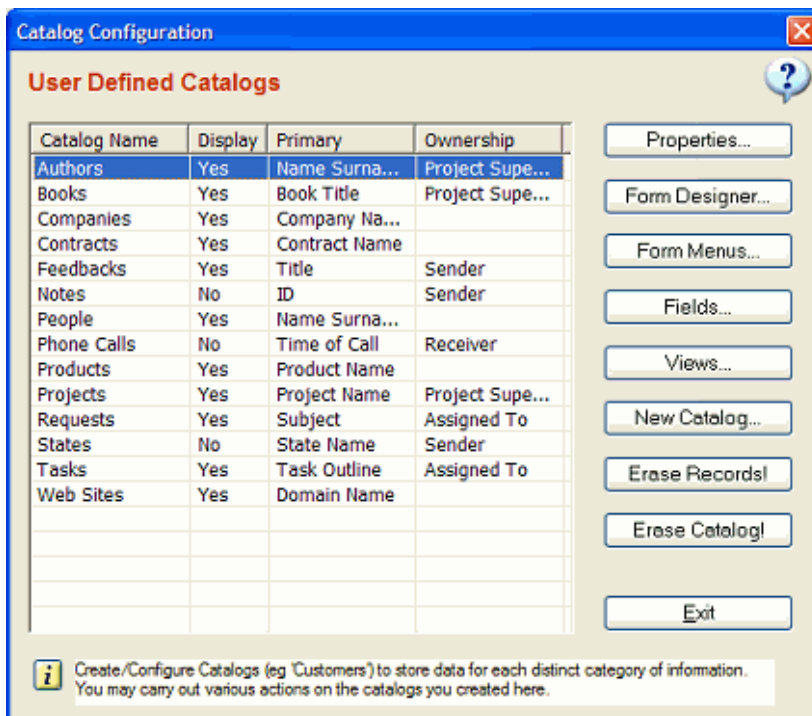 Catalog Configuration
User Defined Catalogs
Catalog Name Display Primary Ownership
Authors Yes Name Surna... Project Supe...
Books Yes Book Title Project Supe...
Companies Yes Company Na...
Contracts Yes Contract Name
Feedbacks Yes Title Sender
Notes No ID Sender
People Yes Name Surna...
Phone Calls No Time of Call Receiver
Products Yes Product Name
Projects Yes Project Name Project Supe...
Requests Yes Subject Assigned To
States No State Name Sender
Tasks Yes Task Outline Assigned To
Web Sites Yes Domain Name
Properties...
Form Designer...
Form Menus...
Fields...
Views...
New Catalog...
Erase Records!
Erase Catalog!
Exit
Create/Configure Catalogs (eg 'Customers') to store data for each distinct category of information.
You may carry out various actions on the catalogs you created here.